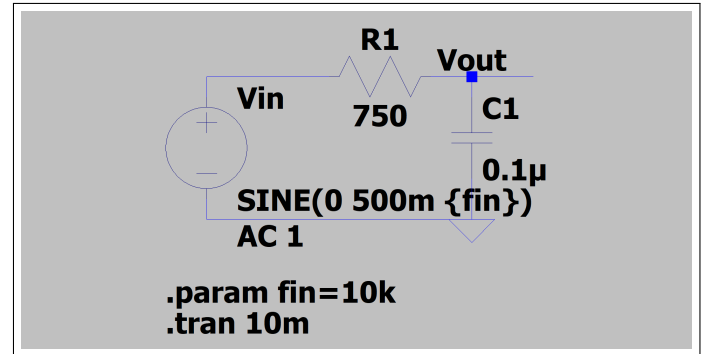 R1
Vout
Vin
750
C1
0.1µ
SINE(0 500m {fin})
AC 1
.param fin=10k
.tran 10m